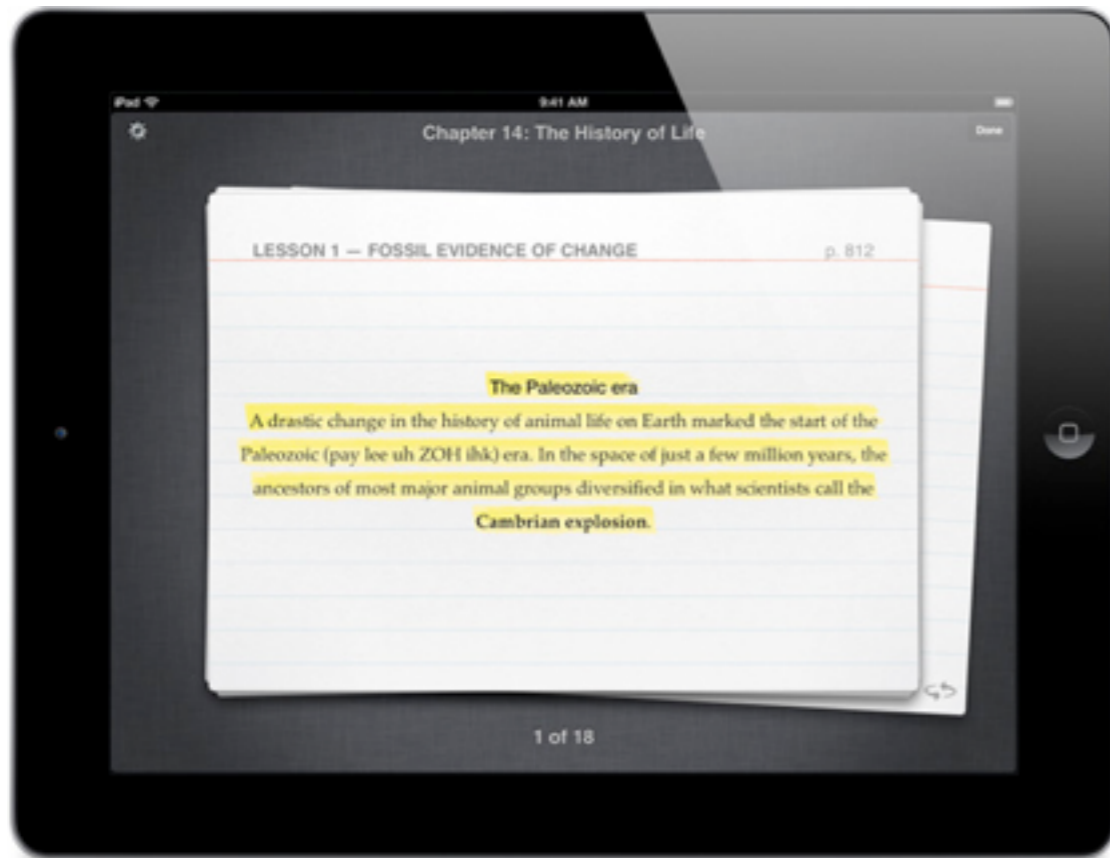 iPad
9:41 AM
Chapter 14: The History of Life
Done
LESSON 1 — FOSSIL EVIDENCE OF CHANGE
p. 812
The Paleozoic era
A drastic change in the history of animal life on Earth marked the start of the
Paleozoic (pay lee uh ZOH ihk) era. In the space of just a few million years, the
ancestors of most major animal groups diversified in what scientists call the
Cambrian explosion.
1 of 18